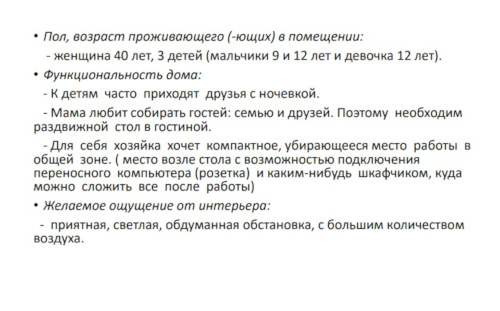 • Пол, возраст проживающего (-ющих) в помещении:
- женщина 40 лет, 3 детей (мальчики 9 и 12 лет и девочка 12 лет).
• Функциональность дома:
- К детям часто приходят друзья с ночевкой.
- Мама любит собирать гостей: семью и друзей. Поэтому необходим
раздвижной стол в гостиной.
- Для себя хозяйка хочет компактное, убирающееся место работы в
общей зоне. ( место возле стола с возможностью подключения
переносного компьютера (розетка) и каким-нибудь шкафчиком, куда
можно сложить все после работы)
• Желаемое ощущение от интерьера:
- приятная, светлая, обдуманная обстановка, с большим количеством
воздуха.